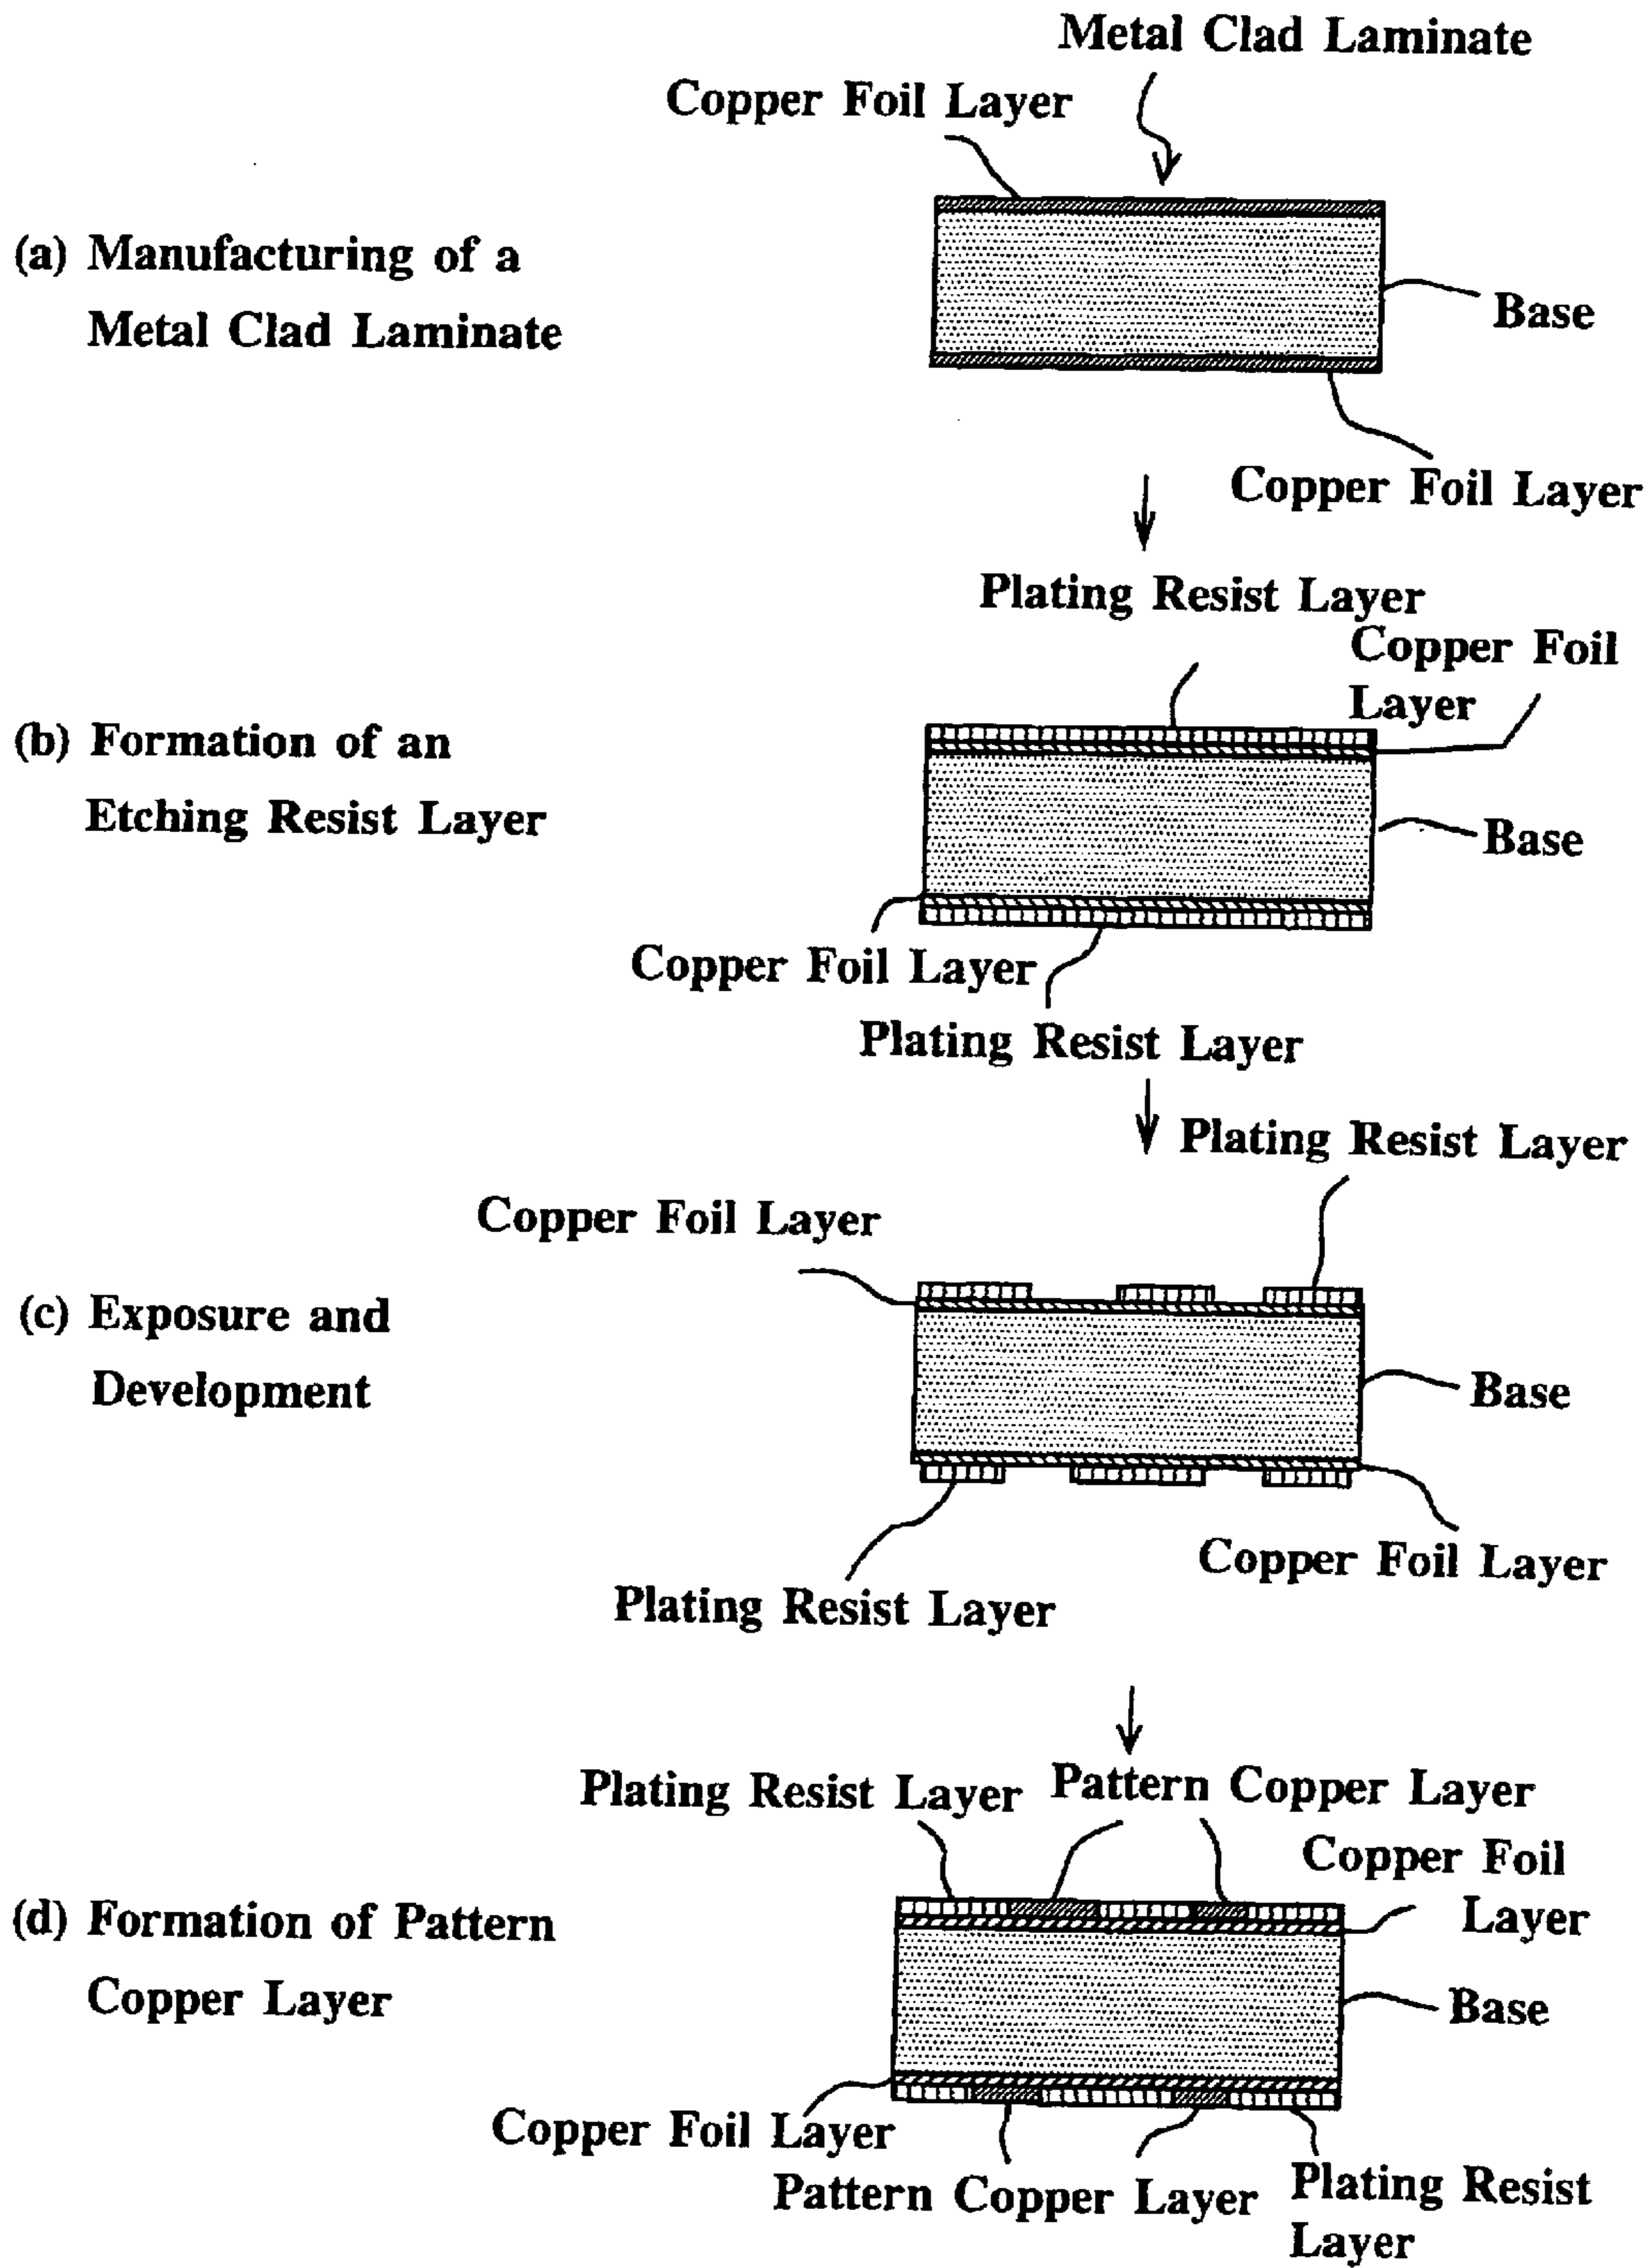 Metal Clad Laminate
Copper Foil Layer
(a) Manufacturing of a
Metal Clad Laminate
Base
Copper Foil Layer
Plating Resist Layer
Copper Foil
Layer
(b) Formation of an
Etching Resist Layer
Base
Copper Foil Layer
Plating Resist Layer
Plating Resist Layer
Copper Foil Layer
(c) Exposure and
Development
Base
Copper Foil Layer
Plating Resist Layer
Plating Resist Layer
Pattern Copper Layer
Copper Foil
Layer
(d) Formation of Pattern
Copper Layer
Base
Copper Foil Layer
Pattern Copper Layer
Plating Resist
Layer